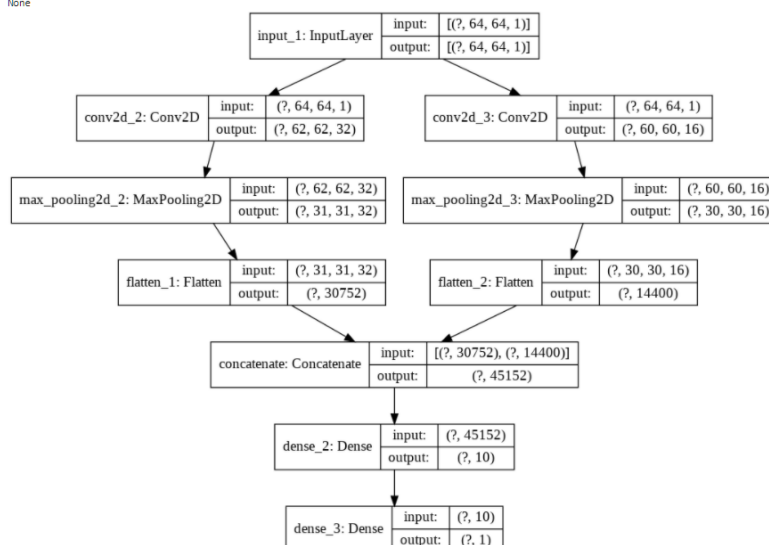 None
input_1: InputLayer
input: [(?, 64, 64, 1)]
output: [(?, 64, 64, 1)]
conv2d_2: Conv2D
input: (?, 64, 64, 1)
output: (?, 62, 62, 32)
conv2d_3: Conv2D
input: (?, 64, 64, 1)
output: (?, 60, 60, 16)
max_pooling2d_2: MaxPooling2D
input: (?, 62, 62, 32)
output: (?, 31, 31, 32)
max_pooling2d_3: MaxPooling2D
input: (?, 60, 60, 16)
output: (?, 30, 30, 16)
flatten_1: Flatten
input: (?, 31, 31, 32)
output: (?, 30752)
flatten_2: Flatten
input: (?, 30, 30, 16)
output: (?, 14400)
concatenate: Concatenate
input: [(?, 30752), (?, 14400)]
output: (?, 45152)
dense_2: Dense
input: (?, 45152)
output: (?, 10)
dense_3: Dense
input: (?, 10)
output: (?, 1)